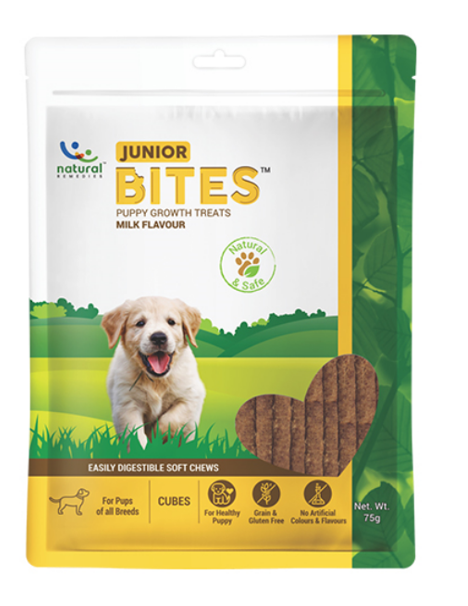 natural™
REMEDIES
JUNIOR
BITES™
PUPPY GROWTH TREATS
MILK FLAVOUR
Natural
& Safe
EASILY DIGESTIBLE SOFT CHEWS
For Pups
of all Breeds
CUBES
For Healthy
Puppy
Grain &
Gluten Free
No Artificial
Colours & Flavours
Net. Wt.
75g